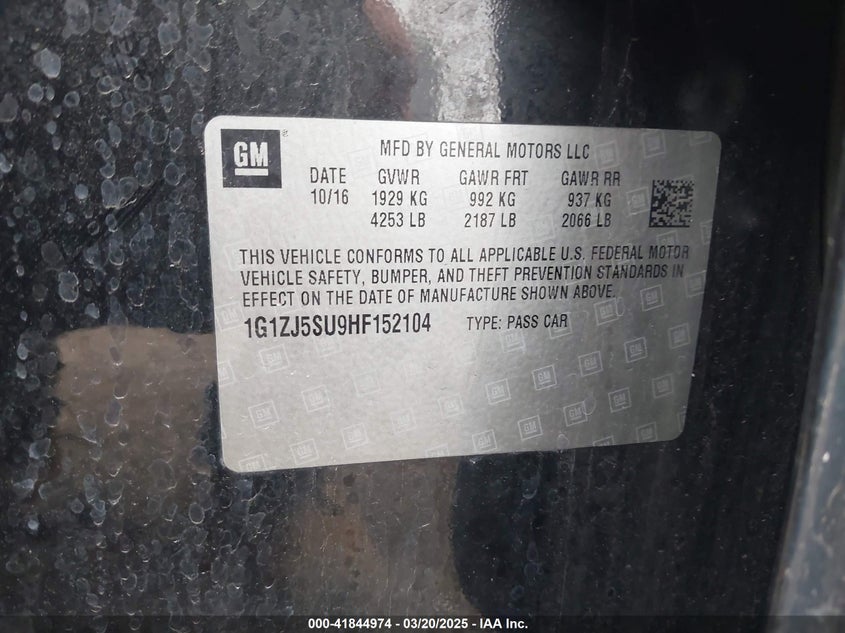 GM
®
MFD BY GENERAL MOTORS LLC
DATE GVWR GAWR FRT GAWR RR
10/16 1929 KG 992 KG 937 KG
4253 LB 2187 LB 2066 LB
THIS VEHICLE CONFORMS TO ALL APPLICABLE U.S. FEDERAL MOTOR
VEHICLE SAFETY, BUMPER, AND THEFT PREVENTION STANDARDS IN
EFFECT ON THE DATE OF MANUFACTURE SHOWN ABOVE.
1G1ZJ5SU9HF152104 TYPE: PASS CAR
000-41844974 - 03/20/2025 - IAA Inc.